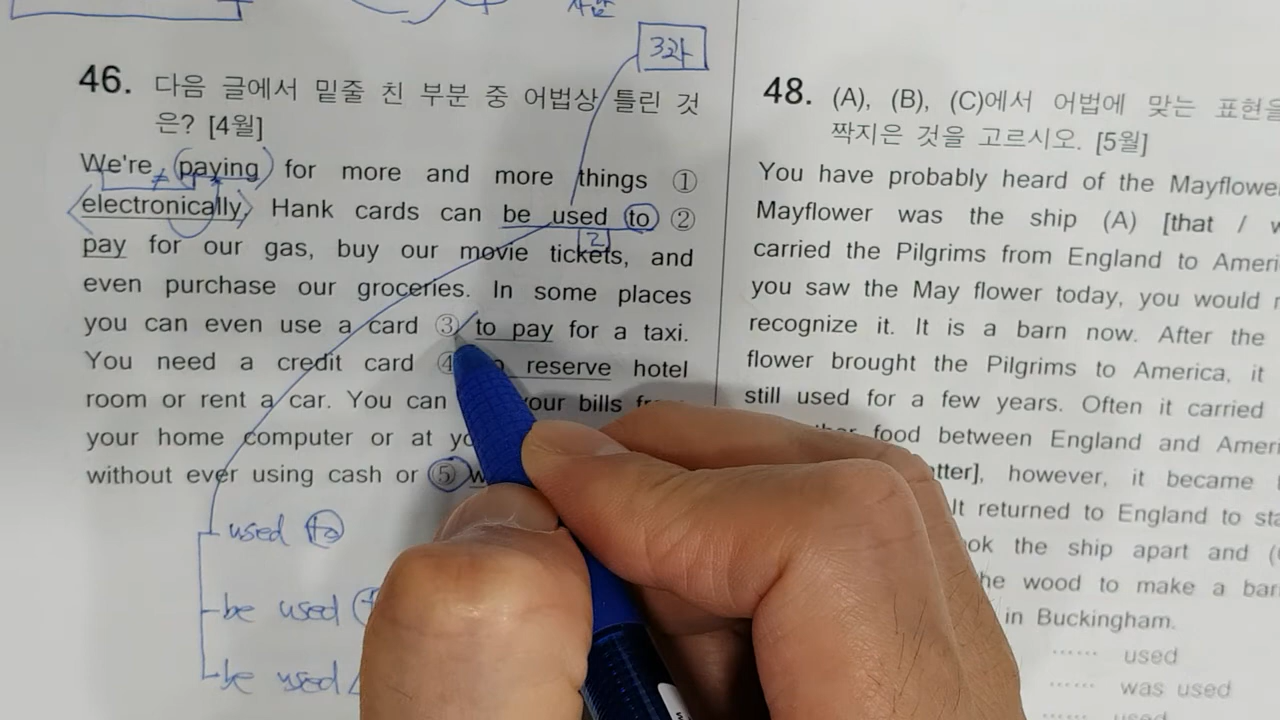 3과
46. 다음 글에서 밑줄 친 부분 중 어법상 틀린 것
은? [4월]
We're paying for more and more things ①
electronically. Hank cards can be used to ②
pay for our gas, buy our movie tickets, and
even purchase our groceries. In some places
you can even use a card ③ to pay for a taxi.
You need a credit card ④ reserve hotel
room or rent a car. You can your bills
your home computer or at
without ever using cash or ⑤
used to
be used
be used
48. (A), (B), (C)에서 어법에 맞는 표현을
짝지은 것을 고르시오. [5월]
You have probably heard of the
Mayflower was the ship (A) [that /
carried the Pilgrims from England to
you saw the May flower today, you would
recognize it. It is a barn now. After the
flower brought the Pilgrims to America, it
still used for a few years. Often it carried
food between England and
however, it became
It returned to England to
the ship apart and
the wood to make a
in Buckingham.
...... used
...... was used
...... used